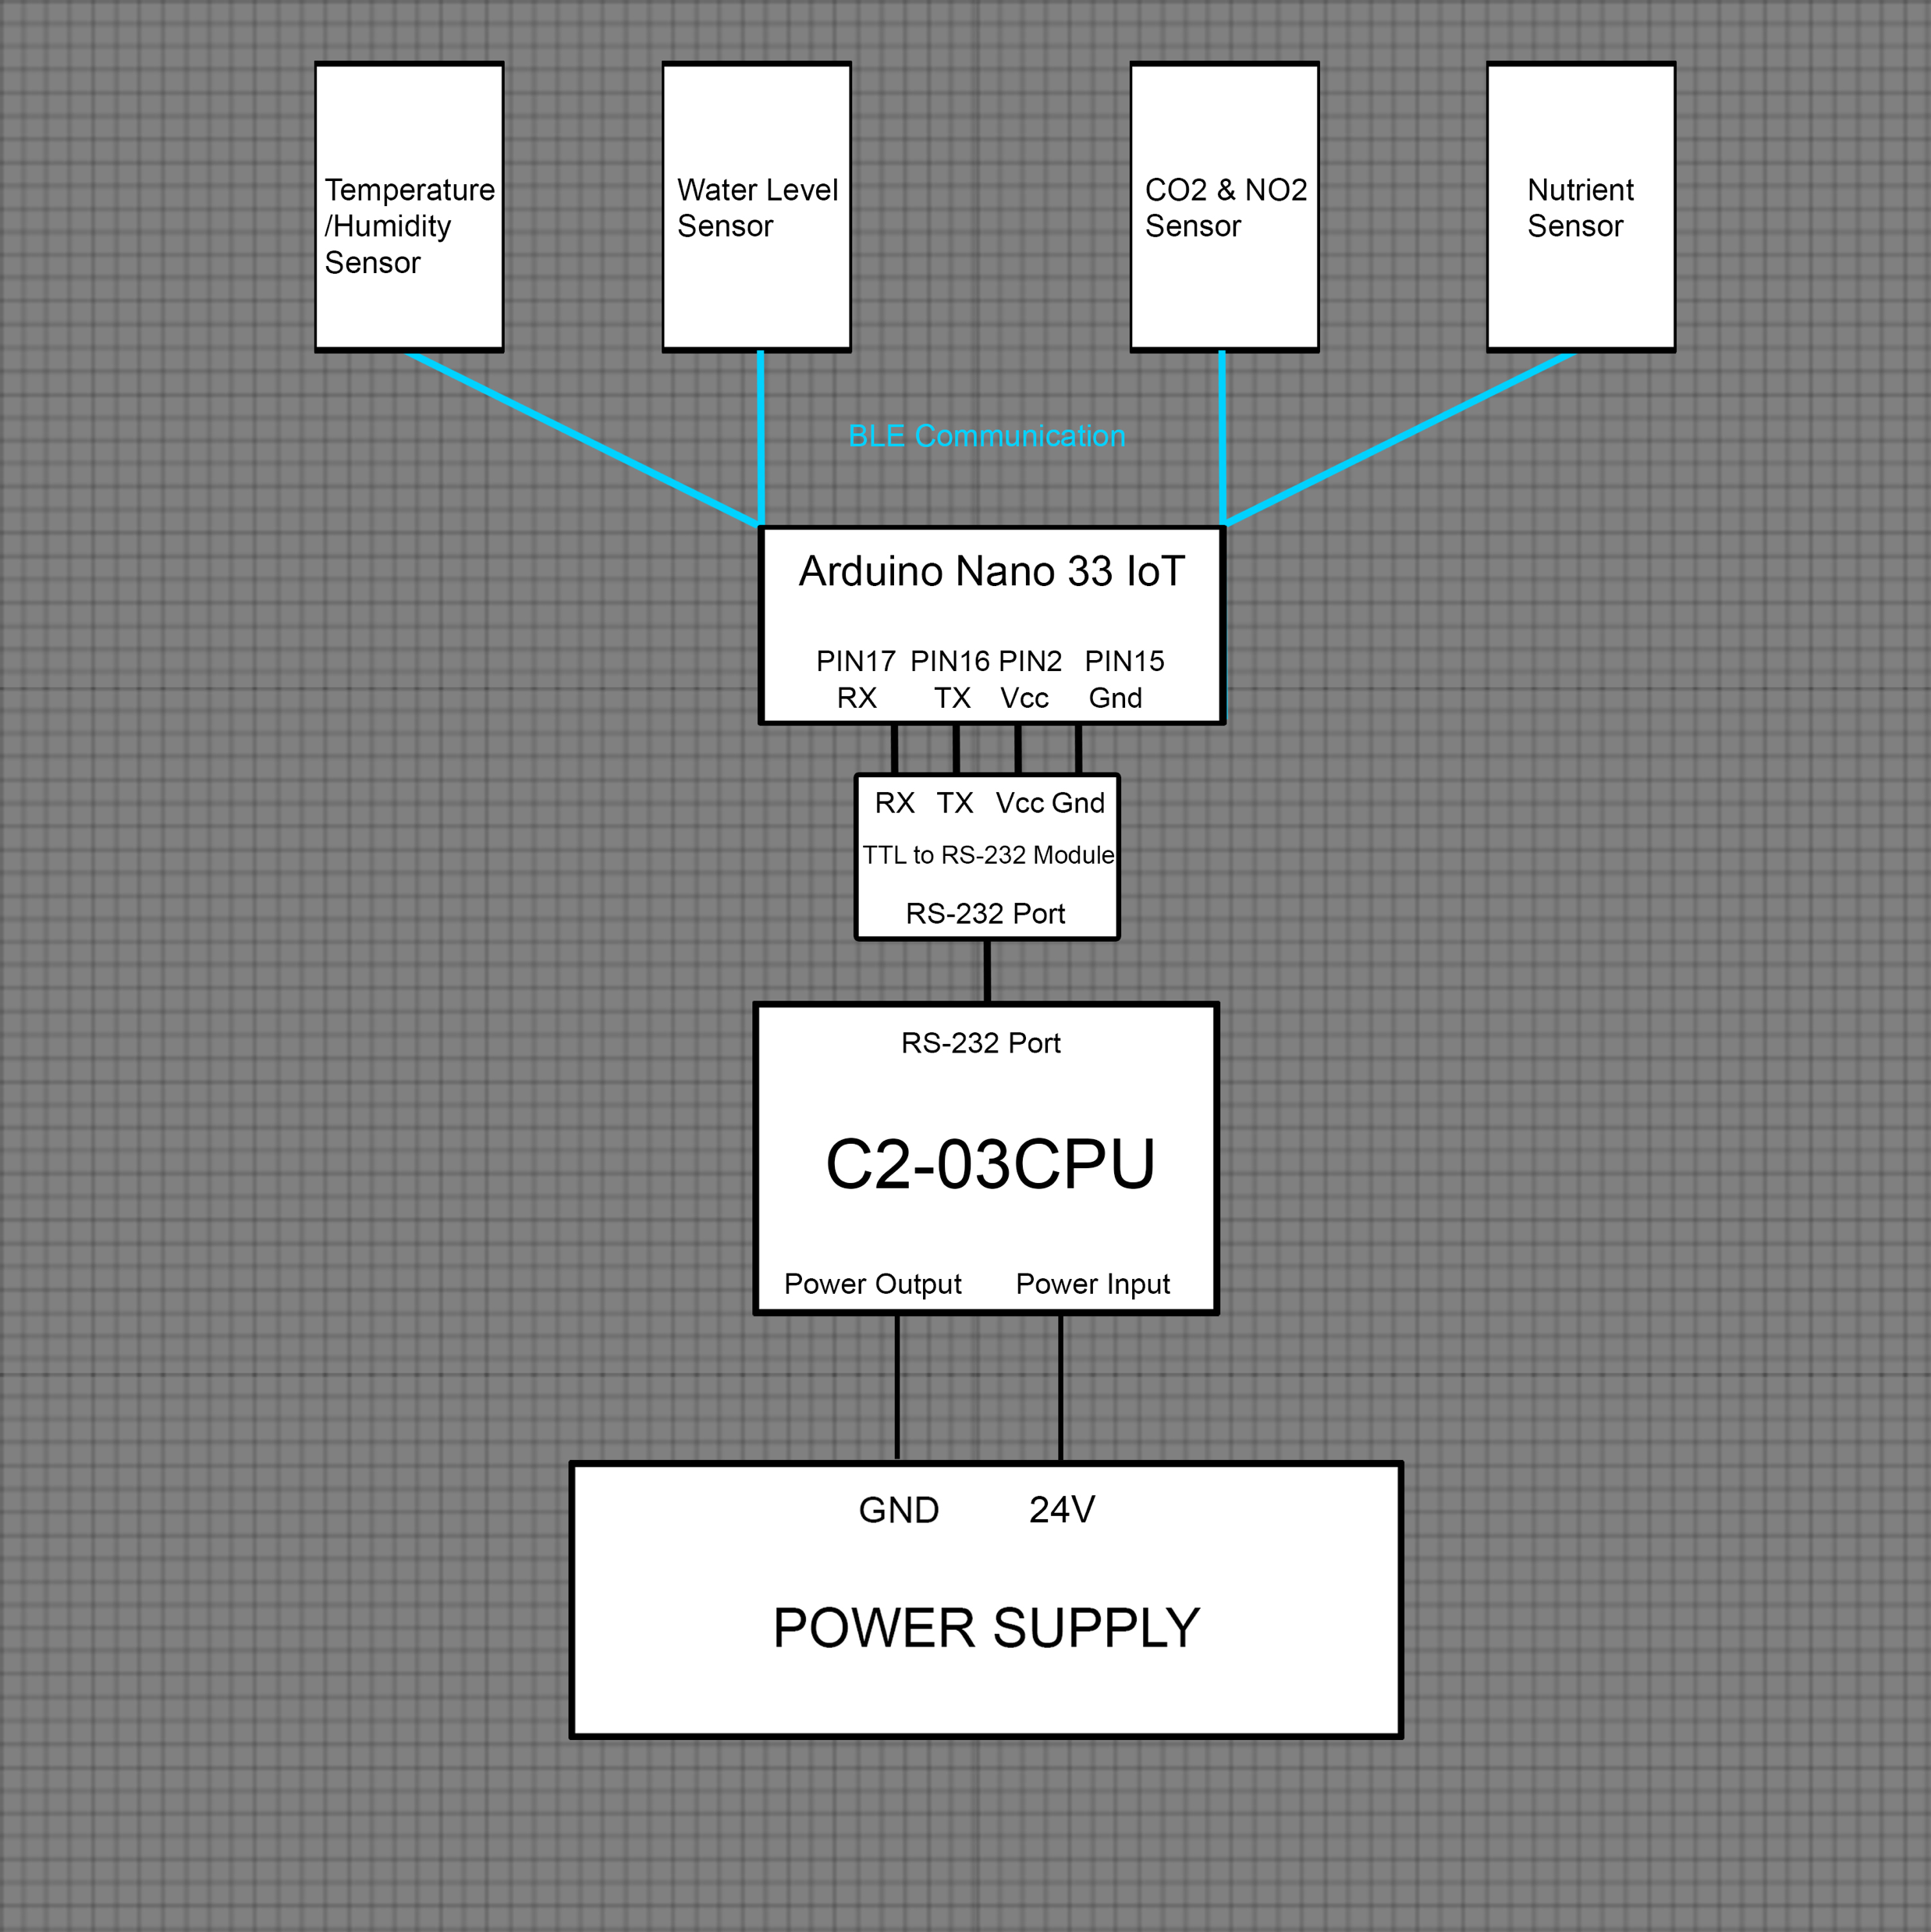 Temperature
/Humidity
Sensor
Water Level
Sensor
CO2 & NO2
Sensor
Nutrient
Sensor
BLE Communication
Arduino Nano 33 IoT
PIN17 PIN16 PIN2 PIN15
RX TX Vcc Gnd
RX TX Vcc Gnd
TTL to RS-232 Module
RS-232 Port
RS-232 Port
C2-03CPU
Power Output Power Input
GND 24V
POWER SUPPLY